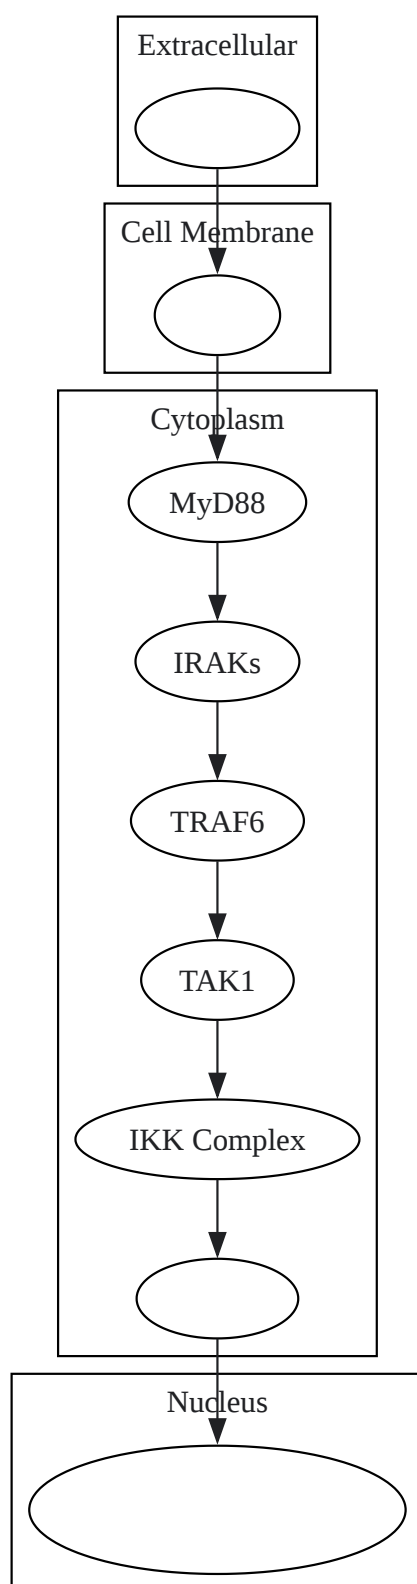 Extracellular
Cell Membrane
Cytoplasm
MyD88
IRAKs
TRAF6
TAK1
IKK Complex
Nucleus